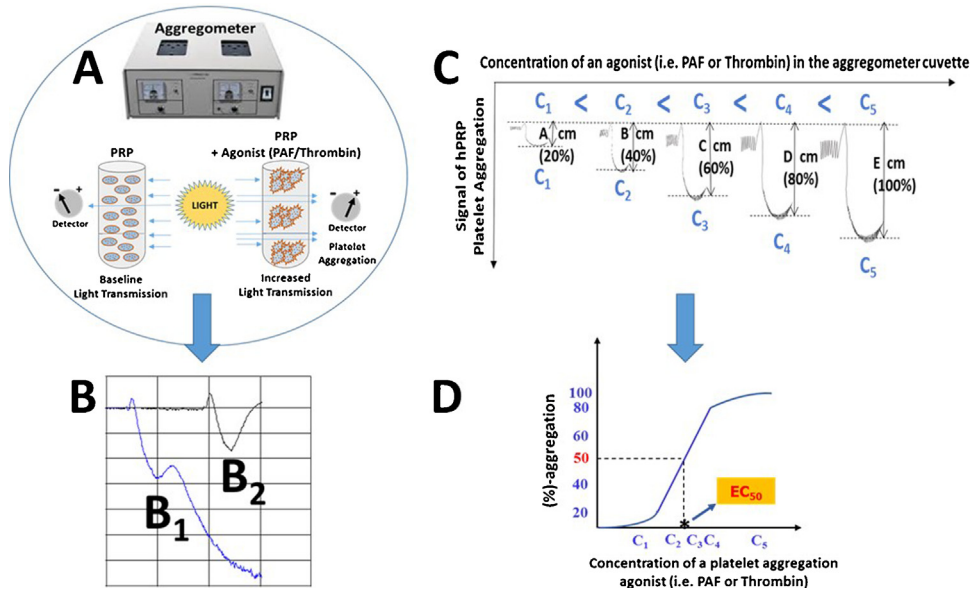 A
Aggregometer
PRP
PRP
+ Agonist (PAF/Thrombin)
- +
Detector
LIGHT
- +
Detector
Platelet
Aggregation
Baseline
Light Transmission
Increased
Light Transmission
B
B1
B2
C
Concentration of an agonist (i.e. PAF or Thrombin) in the aggregometer cuvette
C1 < C2 < C3 < C4 < C5
Signal of hPRP
Platelet Aggregation
A cm
(20%)
C1
B cm
(40%)
C2
C cm
(60%)
C3
D cm
(80%)
C4
E cm
(100%)
C5
D
(%)-aggregation
100
80
60
50
40
20
EC50
*
C1 C2 C3 C4 C5
Concentration of a platelet aggregation
agonist (i.e. PAF or Thrombin)